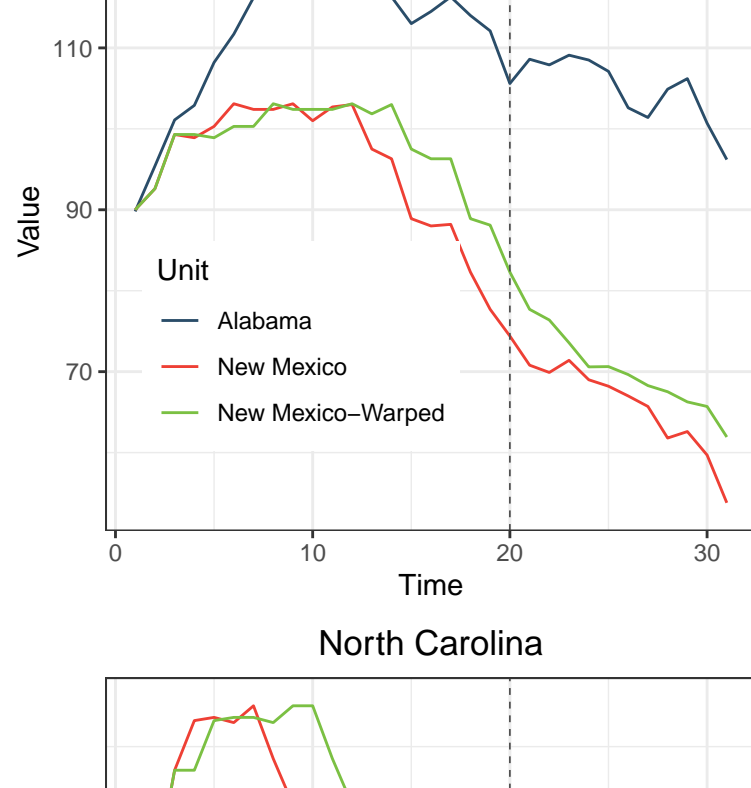 110
90
70
Value
Unit
Alabama
New Mexico
New Mexico−Warped
0 10 20 30
Time
North Carolina